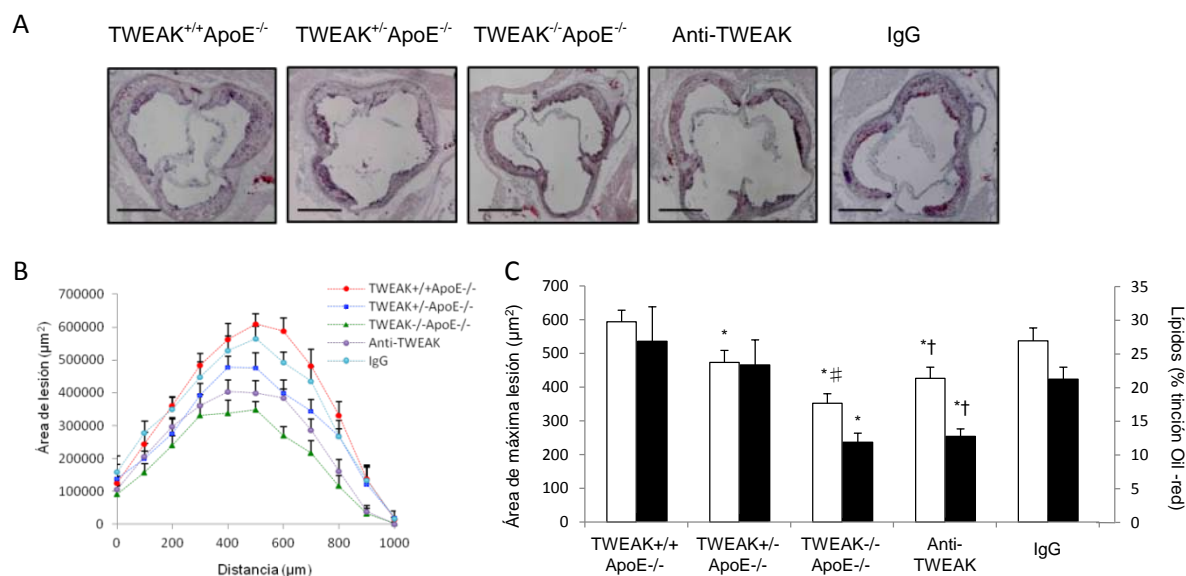 A
TWEAK+/+ApoE-/-
TWEAK+/-ApoE-/-
TWEAK-/-ApoE-/-
Anti-TWEAK
IgG
B
Área de lesión (µm²)
700000
600000
500000
400000
300000
200000
100000
0
0 200 400 600 800 1000
Distancia (µm)
TWEAK+/+ApoE-/-
TWEAK+/-ApoE-/-
TWEAK-/-ApoE-/-
Anti-TWEAK
IgG
C
Área de máxima lesión (µm²)
700
600
500
400
300
200
100
0
*
*#
*
*†
*†
35
30
25
20
15
10
5
0
Lípidos (% tinción Oil -red)
TWEAK+/+
ApoE-/-
TWEAK+/-
ApoE-/-
TWEAK-/-
ApoE-/-
Anti-
TWEAK
IgG